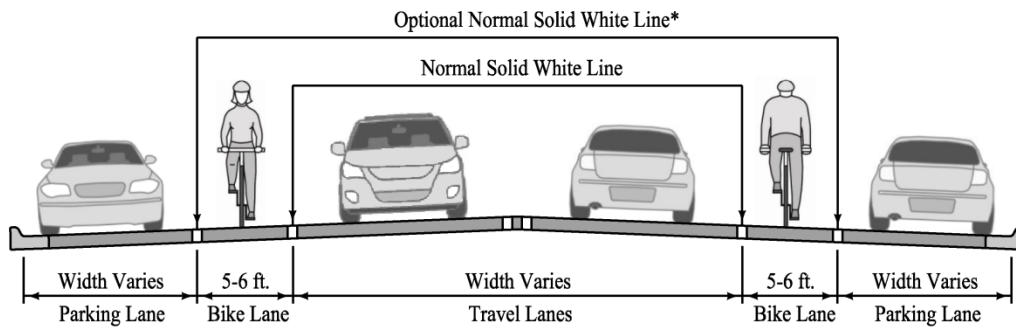 Optional Normal Solid White Line*
Normal Solid White Line
Width Varies 5-6 ft. Width Varies 5-6 ft. Width Varies
Parking Lane Bike Lane Travel Lanes Bike Lane Parking Lane